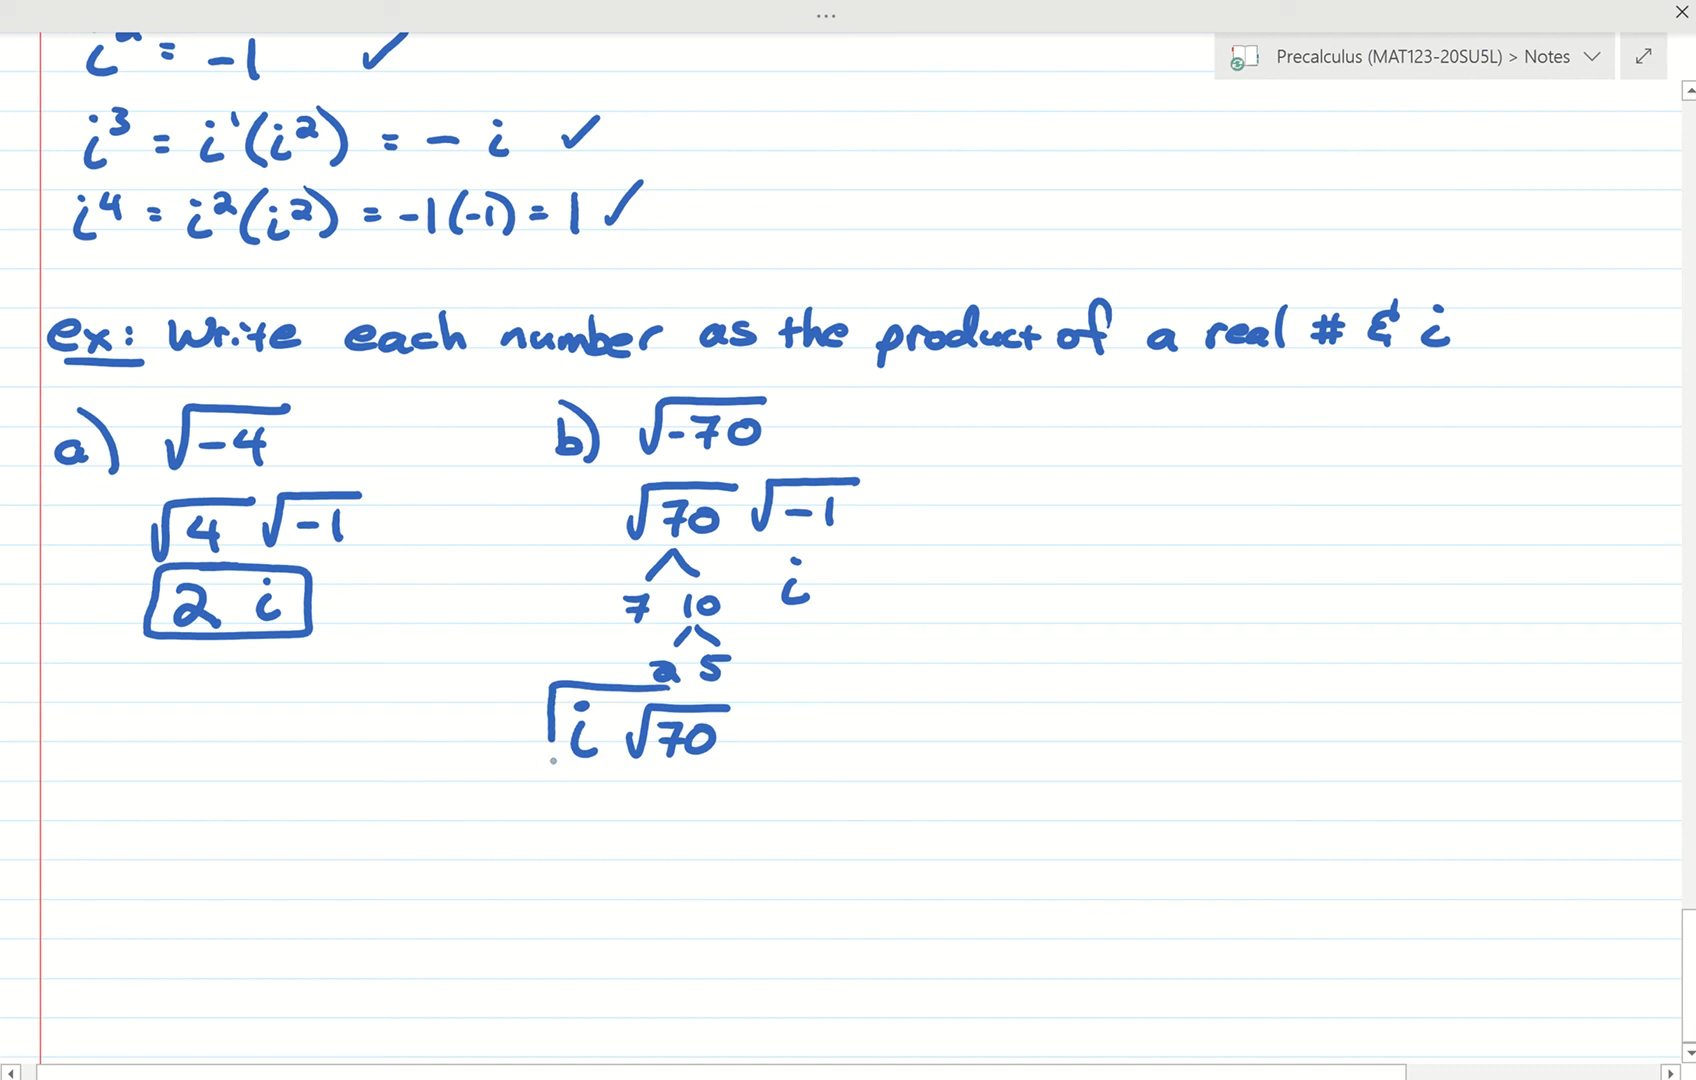 ...
Precalculus (MAT123-20SU5L) > Notes
i² = -1 ✓
i³ = i¹(i²) = - i ✓
i⁴ = i²(i²) = -1(-1) = 1 ✓
ex: Write each number as the product of a real # & i
a) √-4
√4 √-1
2 i
b) √-70
√70 √-1
7 10 i
2 5
i √70